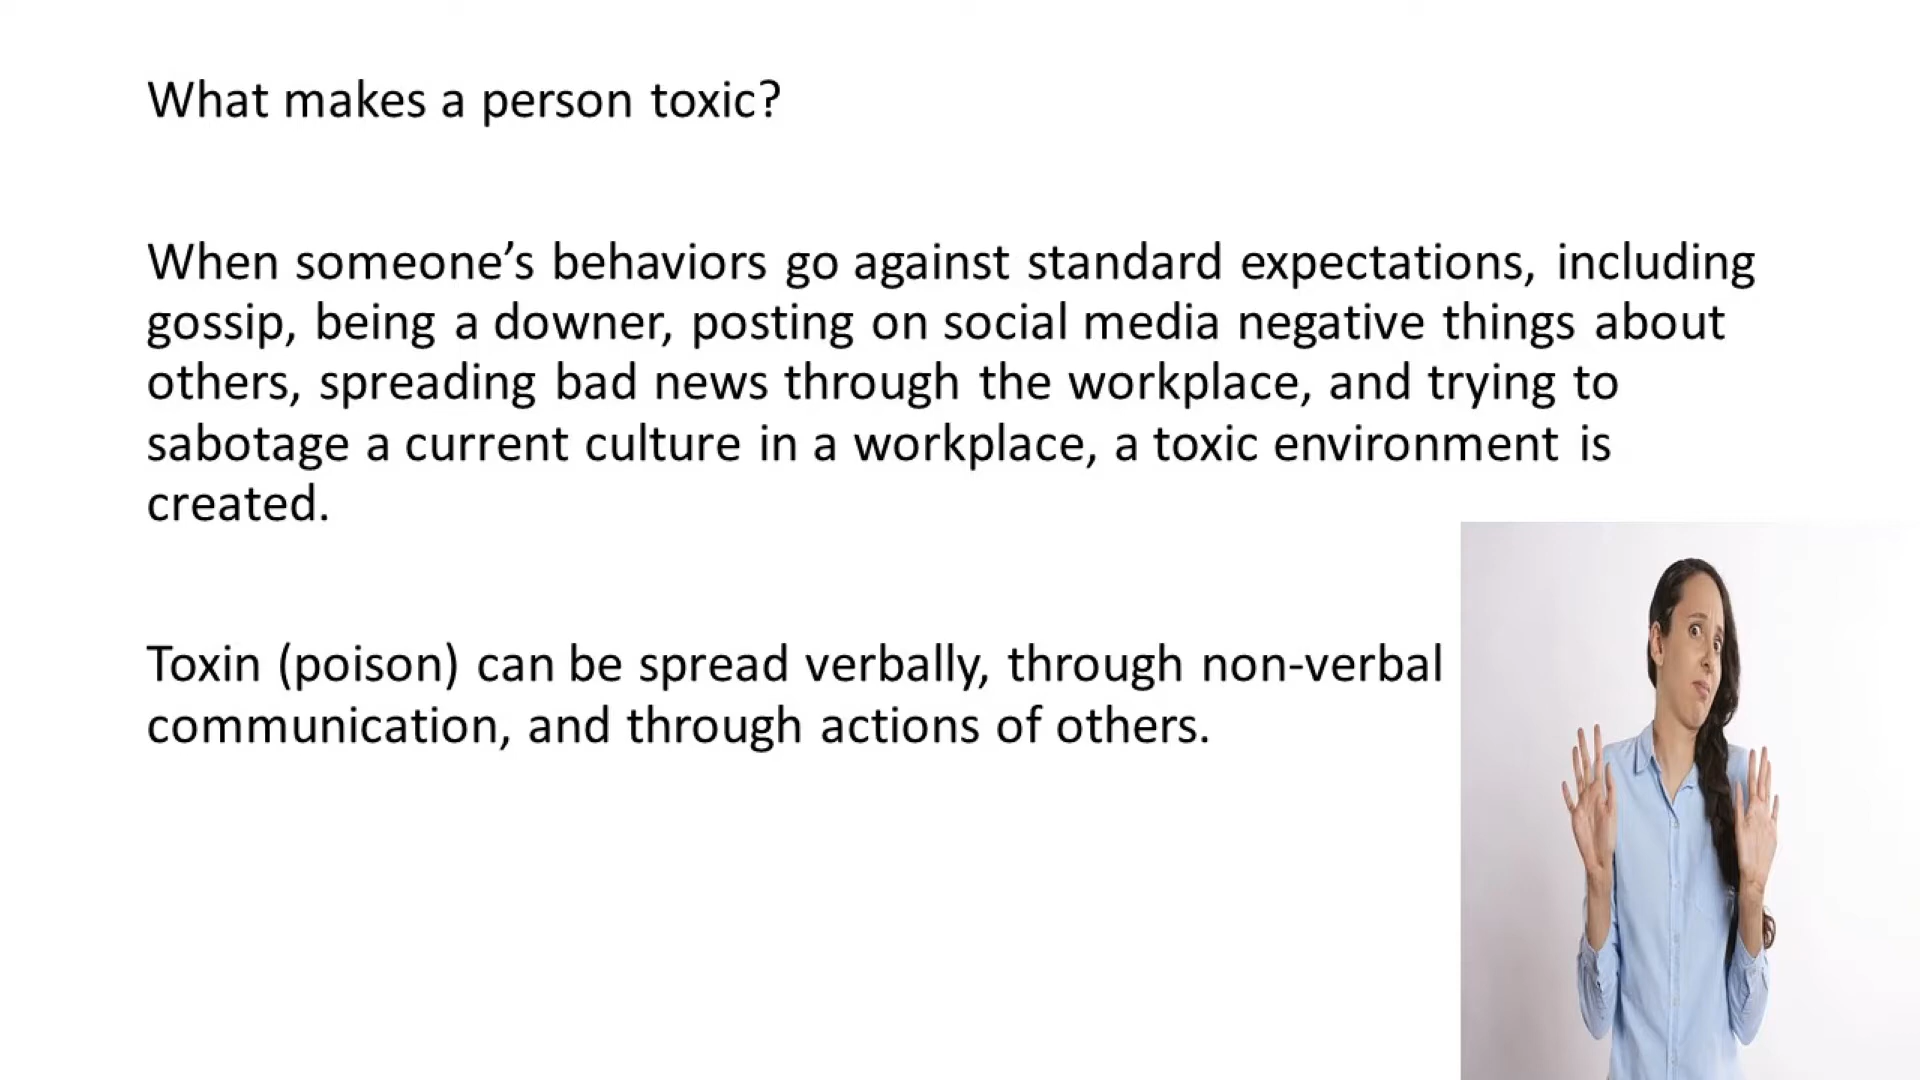 What makes a person toxic?
When someone’s behaviors go against standard expectations, including
gossip, being a downer, posting on social media negative things about
others, spreading bad news through the workplace, and trying to
sabotage a current culture in a workplace, a toxic environment is
created.
Toxin (poison) can be spread verbally, through non-verbal
communication, and through actions of others.